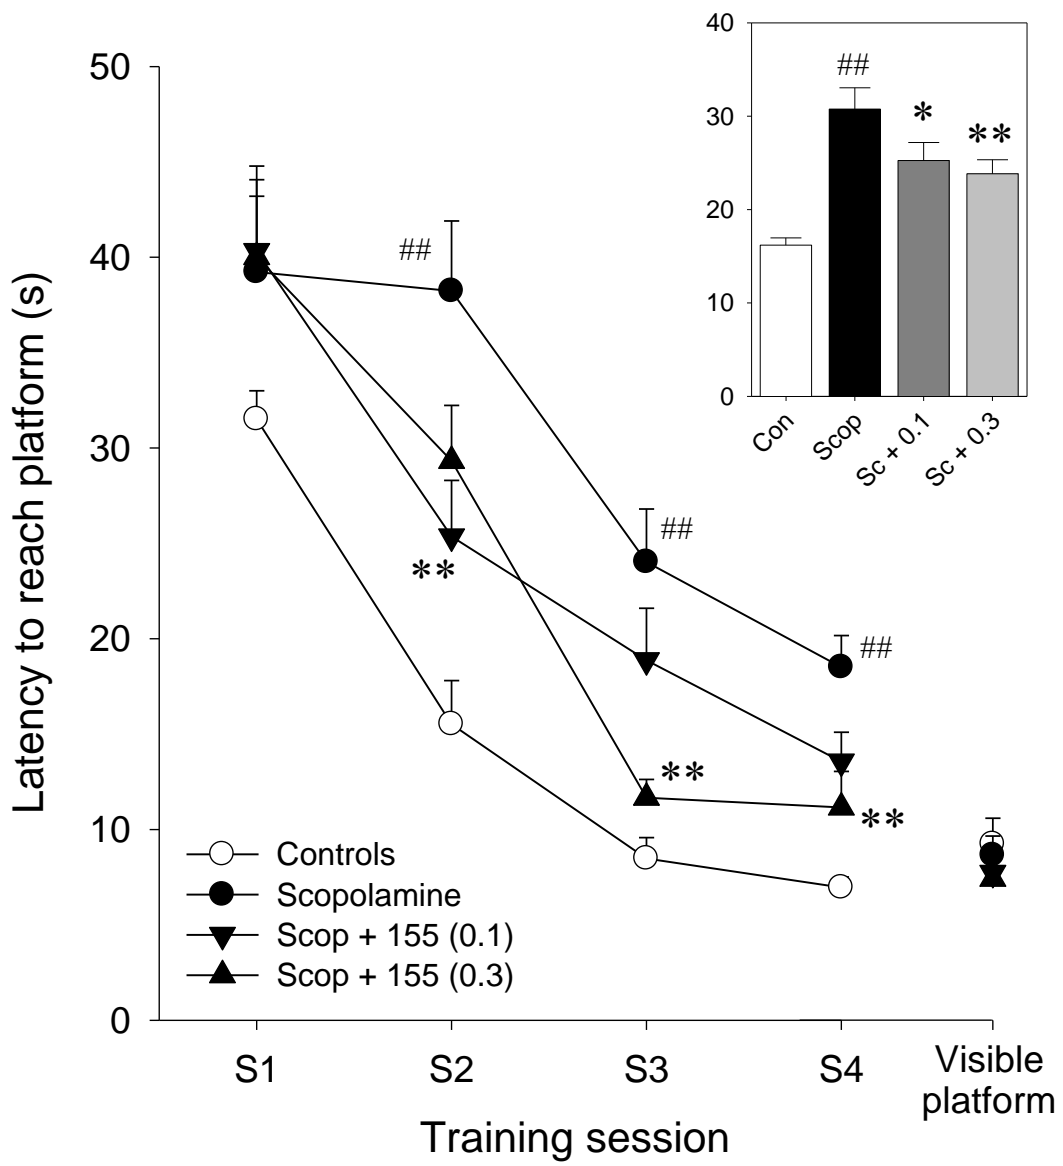 40
##
30
*
**
20
10
0
Con
Scop
Sc + 0.1
Sc + 0.3
50
40
##
30
**
##
20
##
**
10
**
0
Latency to reach platform (s)
Controls
Scopolamine
Scop + 155 (0.1)
Scop + 155 (0.3)
S1
S2
S3
S4
Visible
platform
Training session